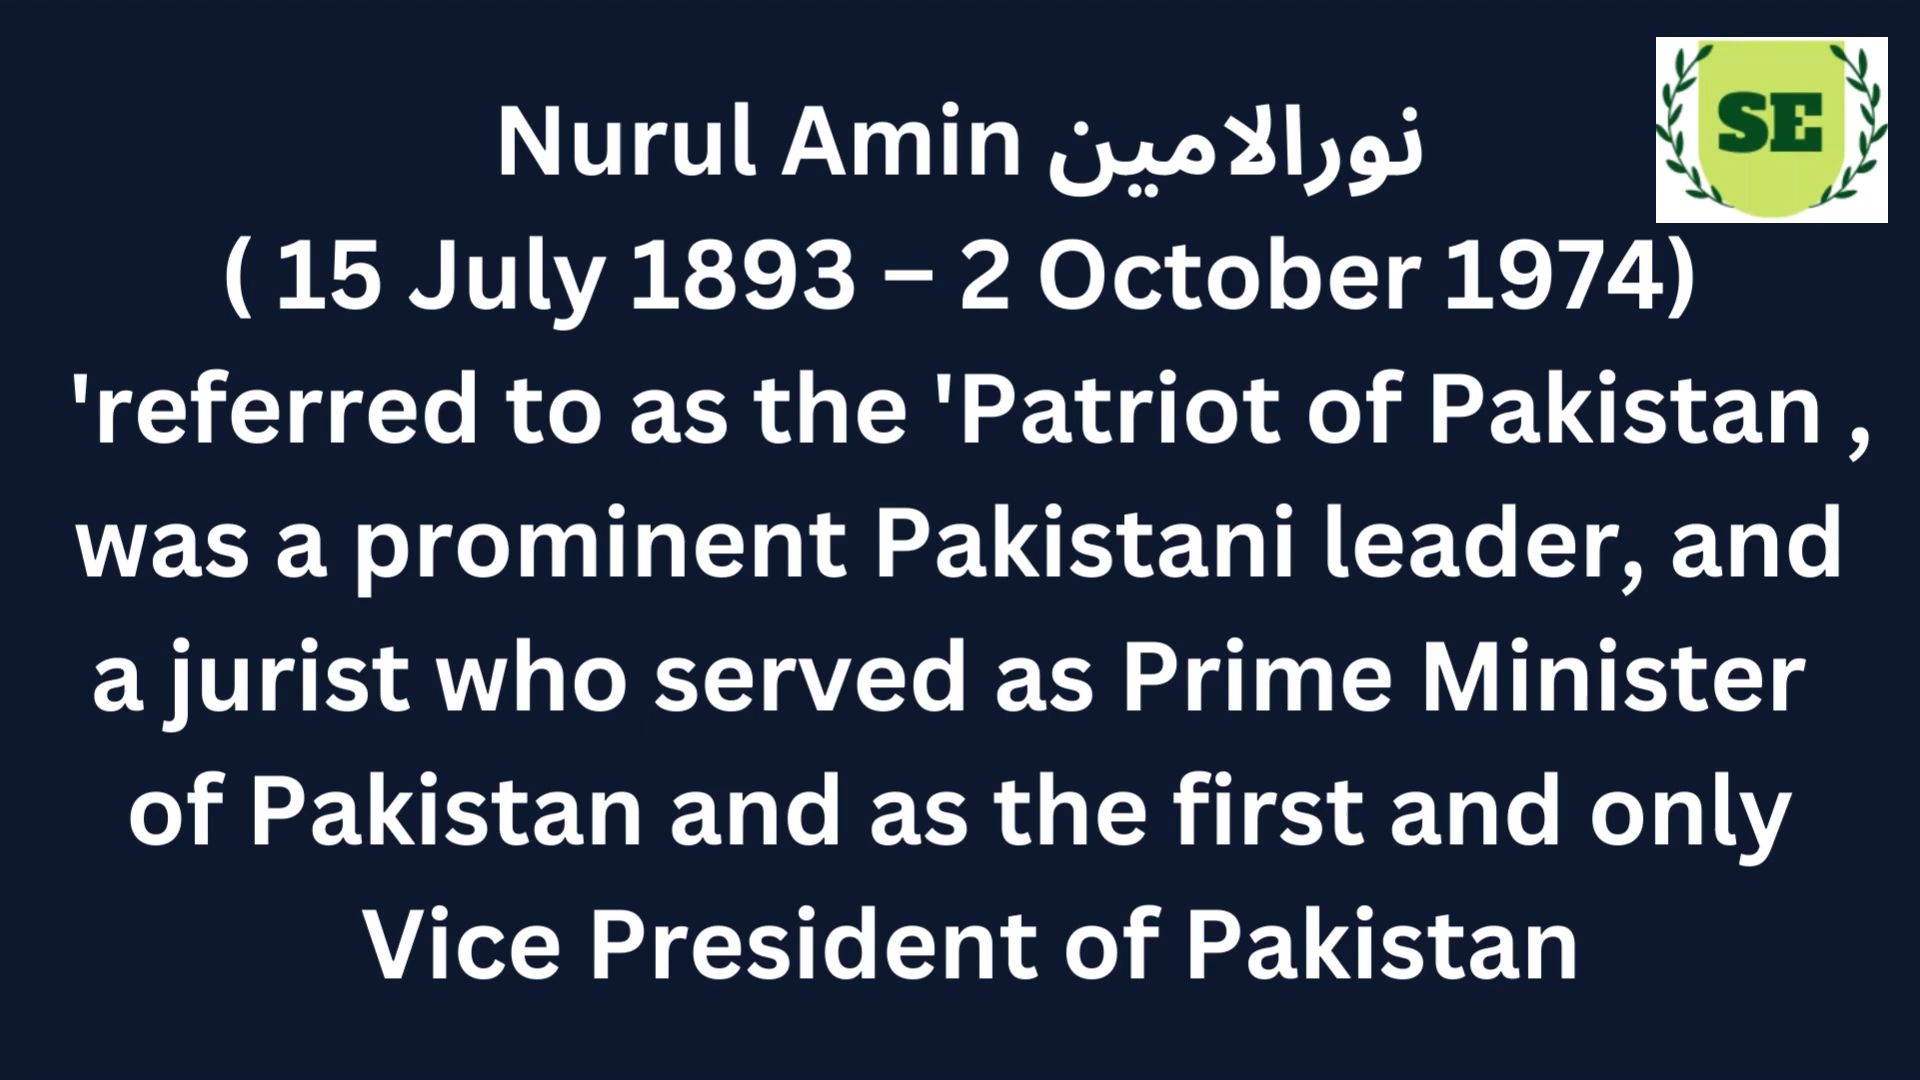 Nurul Amin نورالامین
SE
( 15 July 1893 – 2 October 1974)
'referred to as the 'Patriot of Pakistan ,
was a prominent Pakistani leader, and
a jurist who served as Prime Minister
of Pakistan and as the first and only
Vice President of Pakistan